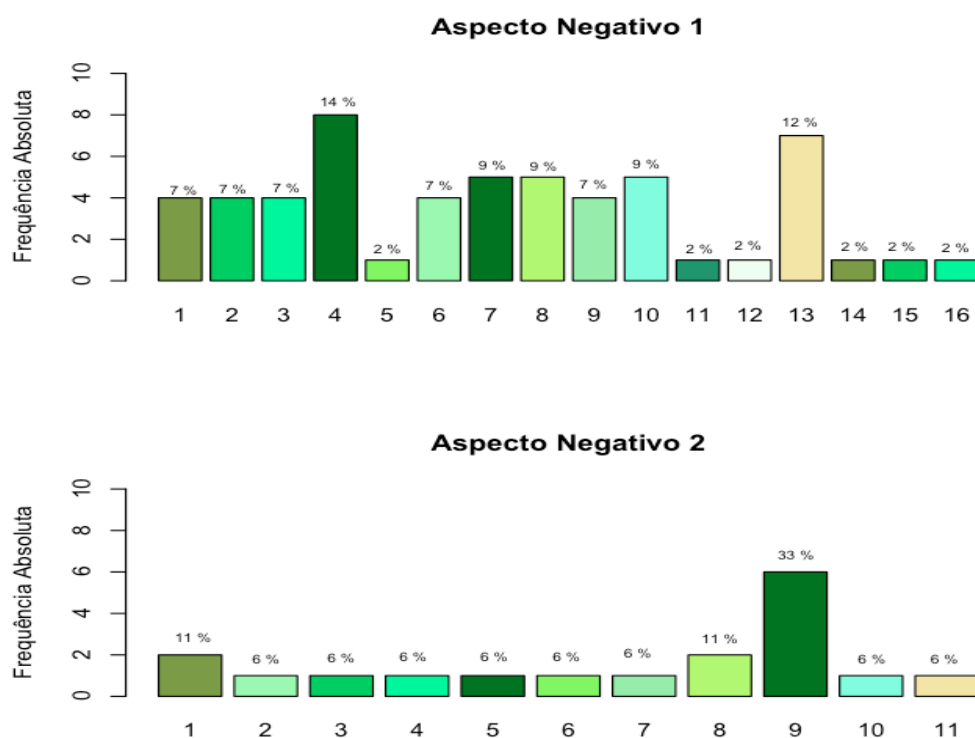 Aspecto Negativo 1
Frequência Absoluta
10
8
6
4
2
0
7 % 7 % 7 % 14 % 2 % 7 % 9 % 9 % 7 % 9 % 2 % 2 % 12 % 2 % 2 % 2 %
1 2 3 4 5 6 7 8 9 10 11 12 13 14 15 16
Aspecto Negativo 2
Frequência Absoluta
10
8
6
4
2
0
11 % 6 % 6 % 6 % 6 % 6 % 6 % 11 % 33 % 6 % 6 %
1 2 3 4 5 6 7 8 9 10 11